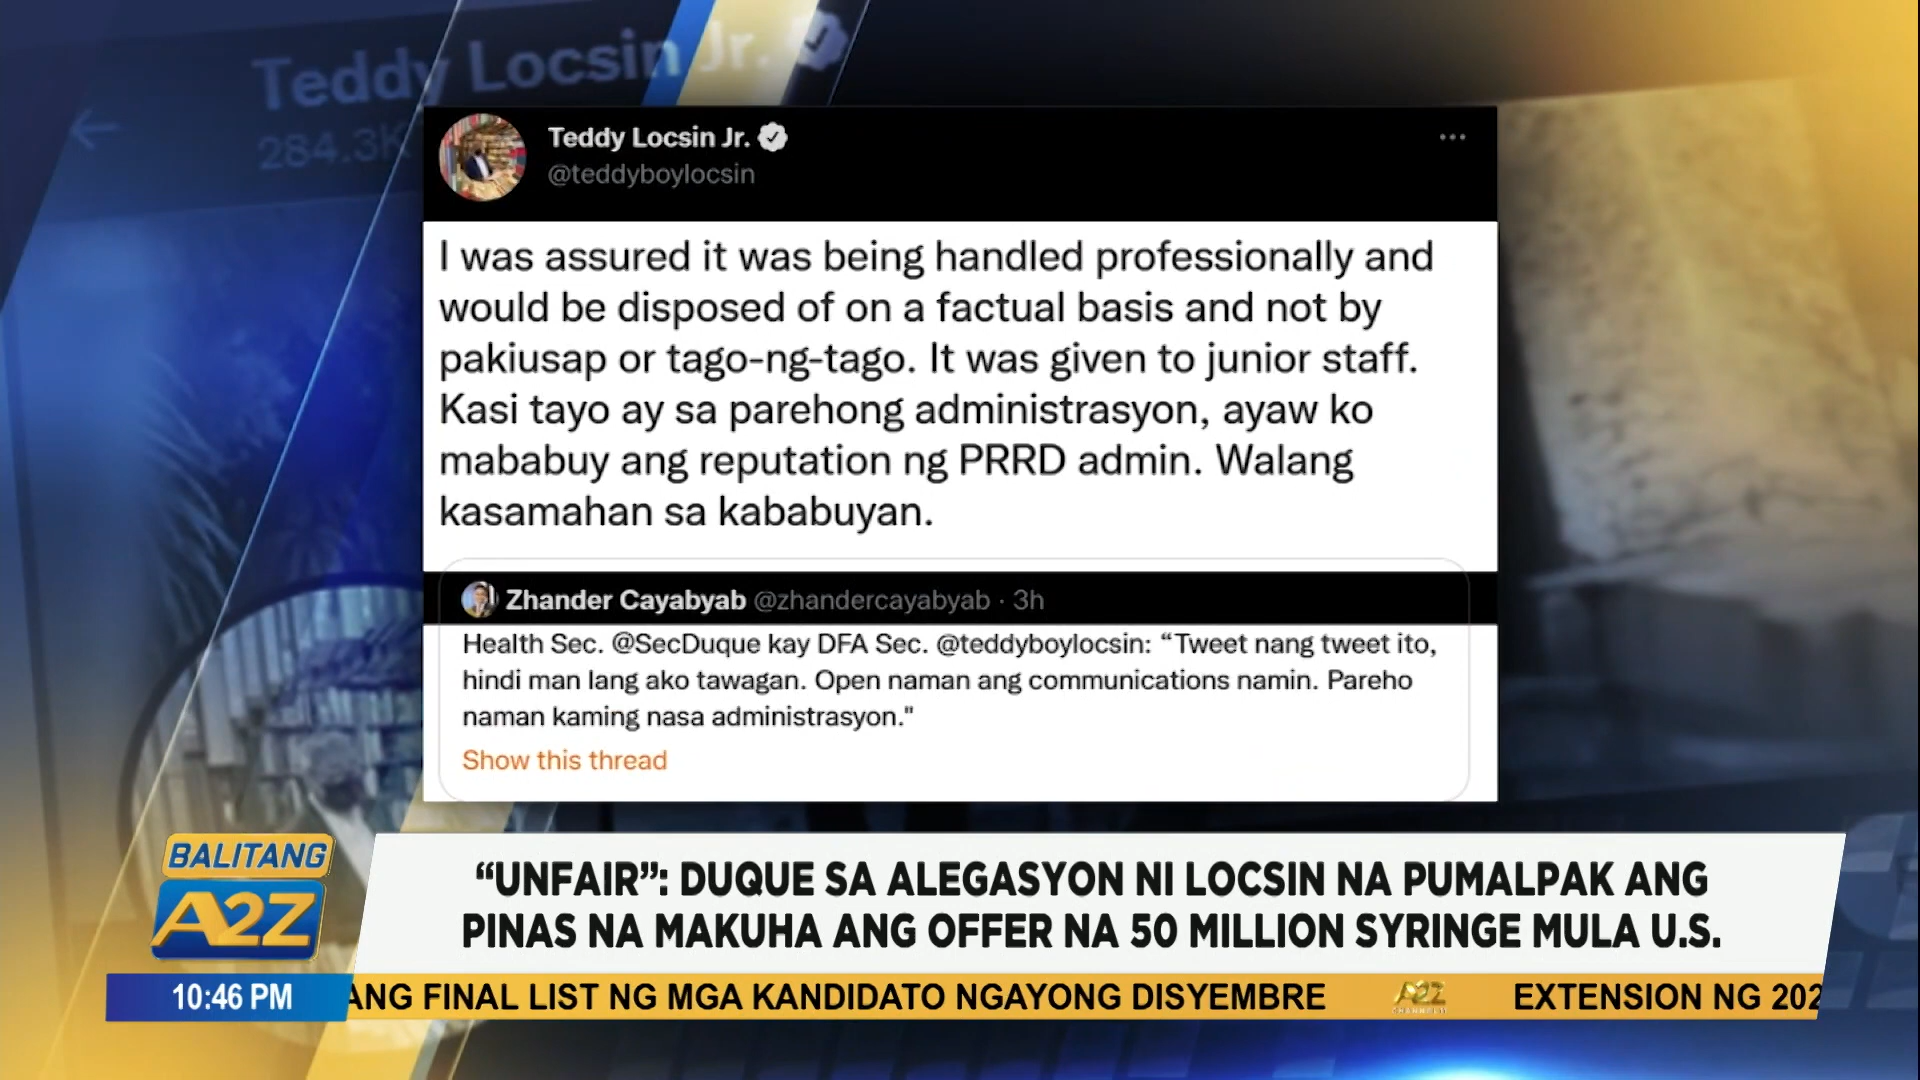 Teddy Locsin Jr.
284.3K
Teddy Locsin Jr.
@teddyboylocsin
I was assured it was being handled professionally and
would be disposed of on a factual basis and not by
pakiusap or tago-ng-tago. It was given to junior staff.
Kasi tayo ay sa parehong administrasyon, ayaw ko
mababuy ang reputation ng PRRD admin. Walang
kasamahan sa kababuyan.
Zhander Cayabyab @zhandercayabyab · 3h
Health Sec. @SecDuque kay DFA Sec. @teddyboylocsin: “Tweet nang tweet ito,
hindi man lang ako tawagan. Open naman ang communications namin. Pareho
naman kaming nasa administrasyon."
Show this thread
BALITANG
A2Z
“UNFAIR”: DUQUE SA ALEGASYON NI LOCSIN NA PUMALPAK ANG
PINAS NA MAKUHA ANG OFFER NA 50 MILLION SYRINGE MULA U.S.
10:46 PM ANG FINAL LIST NG MGA KANDIDATO NGAYONG DISYEMBRE A2Z CHANNEL 11 EXTENSION NG 202